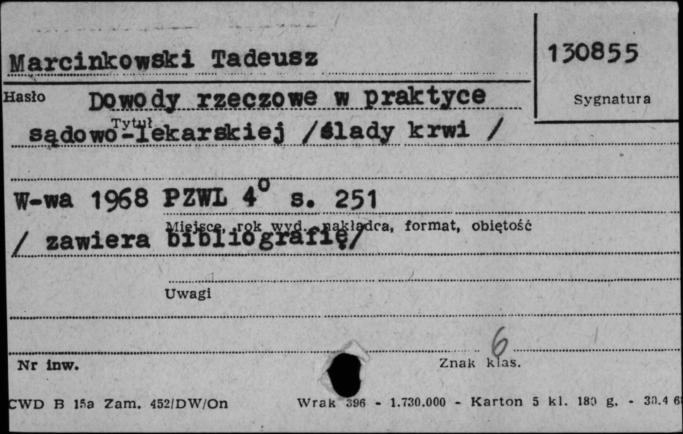 Marcinkowski Tadeusz
130855
Hasło
Dowody rzeczowe w praktyce
Sygnatura
Tytuł
sądowo-lekarskiej /ślady krwi /
W-wa 1968 PZWL 4° s. 251
Miejsce, rok wyd., nakładca, format, objętość
/ zawiera bibliografię/
Uwagi
6
Nr inw.
Znak klas.
CWD B 15a Zam. 452/DW/On
Wrak 396 - 1.730.000 - Karton 5 kl. 180 g. - 30.4